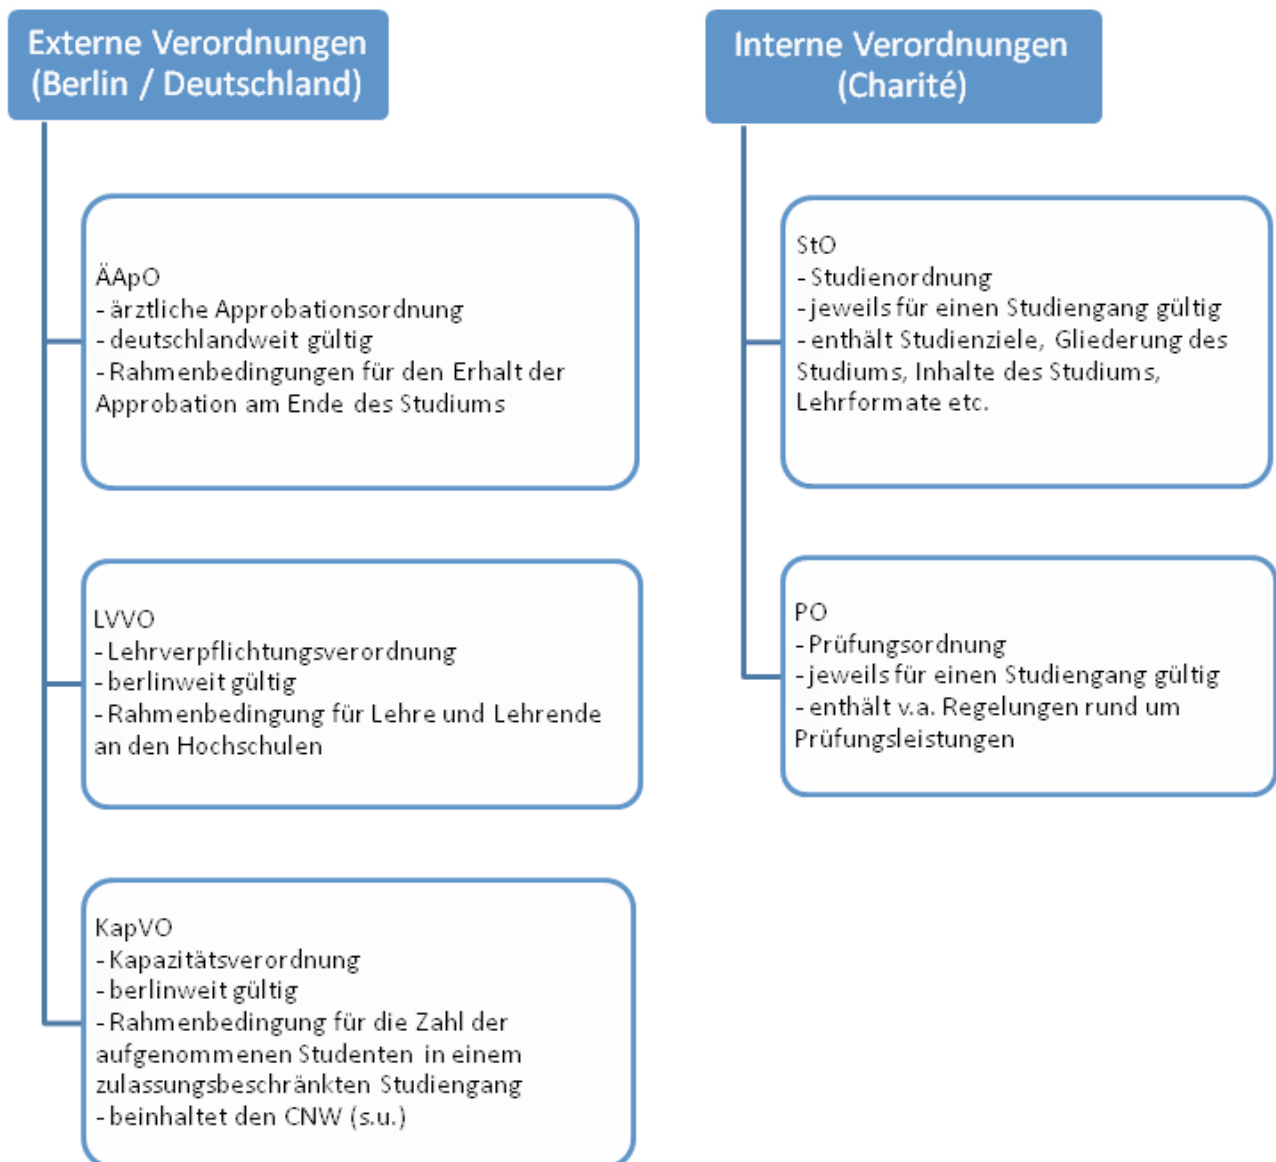 Externe Verordnungen
(Berlin / Deutschland)
ÄApO
- ärztliche Approbationsordnung
- deutschlandweit gültig
- Rahmenbedingungen für den Erhalt der
Approbation am Ende des Studiums
LVVO
- Lehrverpflichtungsverordnung
- berlinweit gültig
- Rahmenbedingung für Lehre und Lehrende
an den Hochschulen
KapVO
- Kapazitätsverordnung
- berlinweit gültig
- Rahmenbedingung für die Zahl der
aufgenommenen Studenten in einem
zulassungsbeschränkten Studiengang
- beinhaltet den CNW (s.u.)
Interne Verordnungen
(Charité)
StO
- Studienordnung
- jeweils für einen Studiengang gültig
- enthält Studienziele, Gliederung des
Studiums, Inhalte des Studiums,
Lehrformate etc.
PO
- Prüfungsordnung
- jeweils für einen Studiengang gültig
- enthält v.a. Regelungen rund um
Prüfungsleistungen